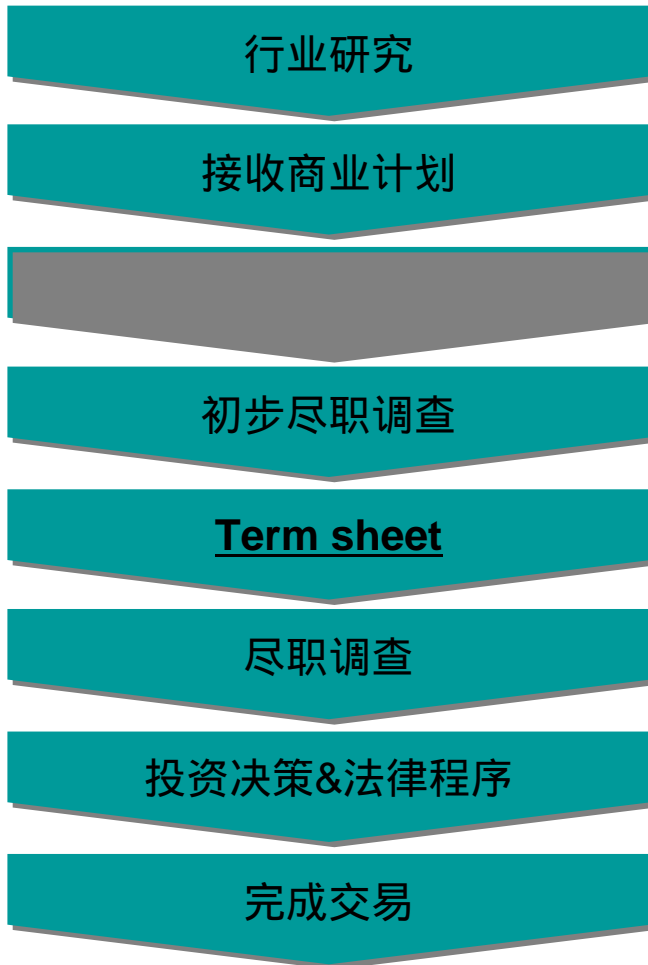 行业研究
接收商业计划
初步尽职调查
Term sheet
尽职调查
投资决策&法律程序
完成交易